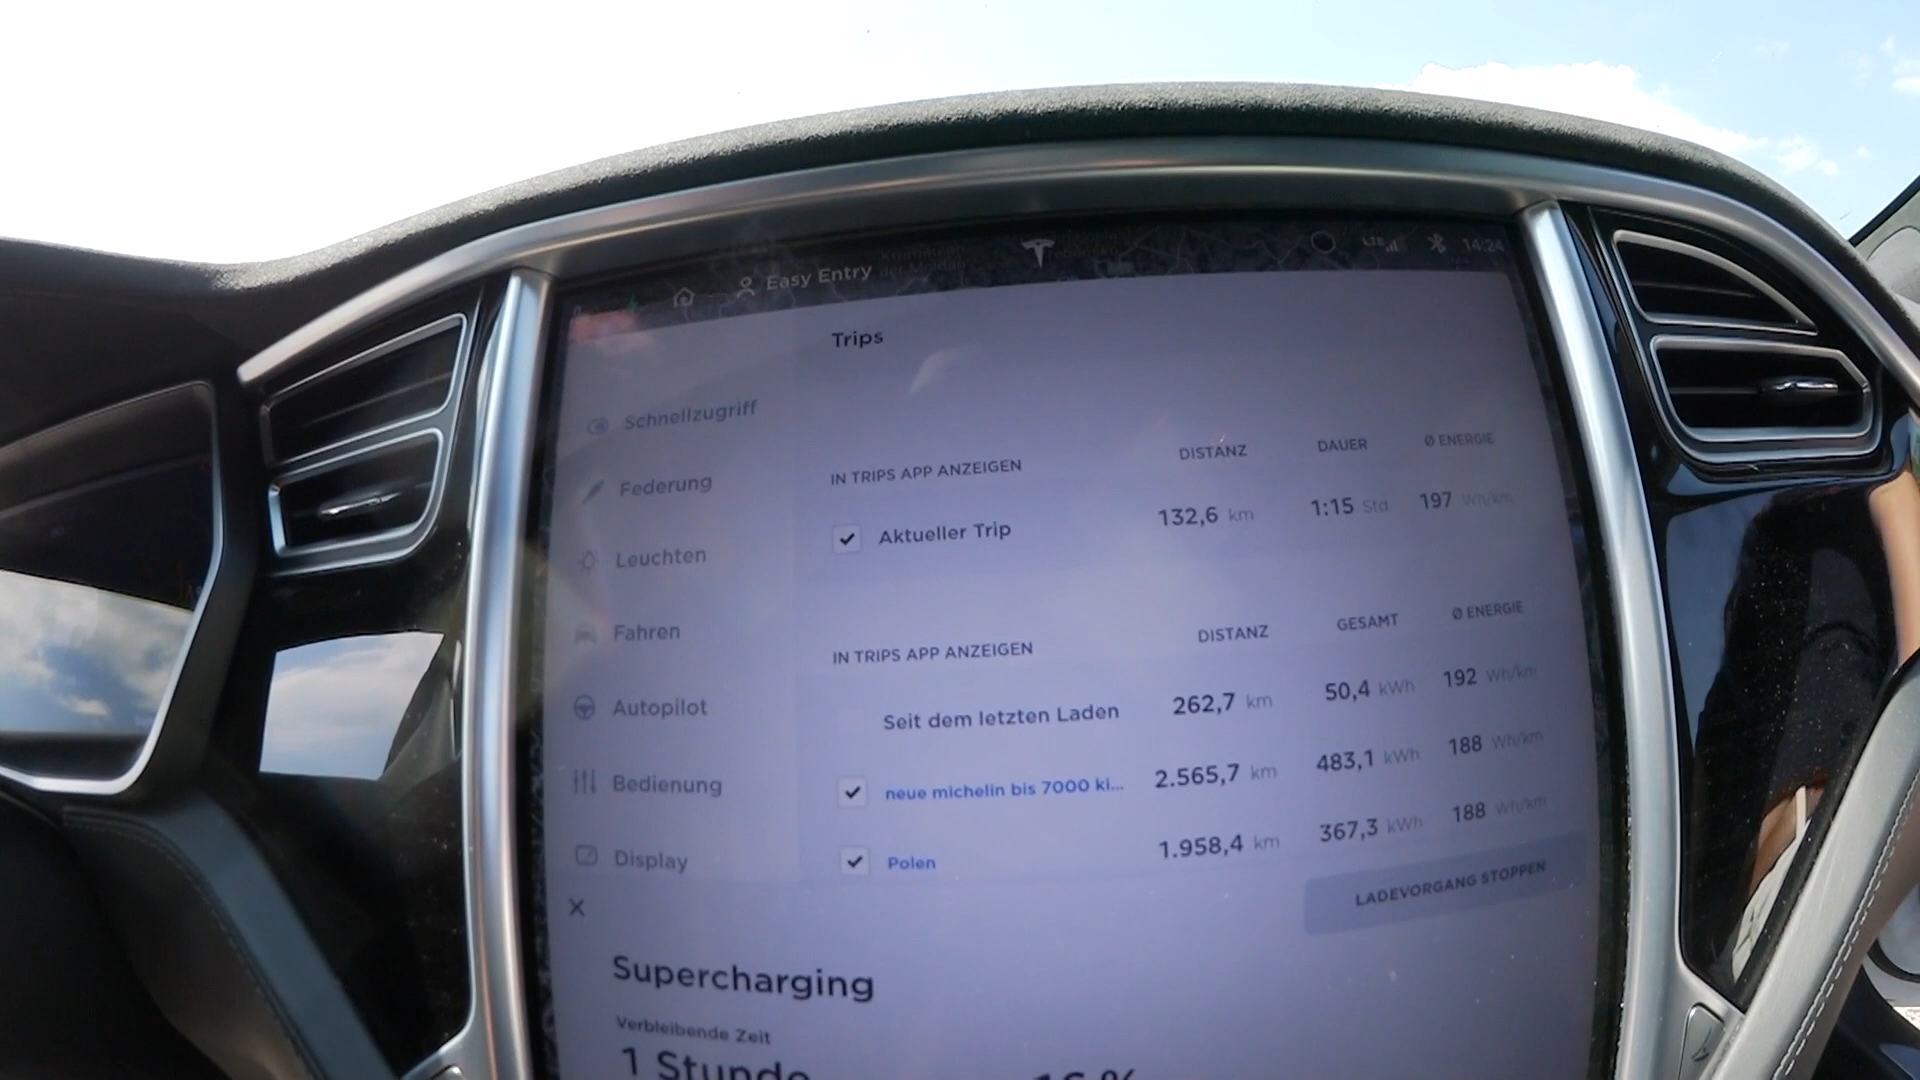 Easy Entry
LTE
14:24
Trips
Schnellzugriff
Federung
Leuchten
Fahren
Autopilot
Bedienung
Display
IN TRIPS APP ANZEIGEN DISTANZ DAUER Ø ENERGIE
Aktueller Trip 132,6 km 1:15 Std. 197 Wh/km
IN TRIPS APP ANZEIGEN DISTANZ GESAMT Ø ENERGIE
Seit dem letzten Laden 262,7 km 50,4 kWh 192 Wh/km
neue michelin bis 7000 ki... 2.565,7 km 483,1 kWh 188 Wh/km
Polen 1.958,4 km 367,3 kWh 188 Wh/km
LADEVORGANG STOPPEN
Supercharging
Verbleibende Zeit
1 Stunde